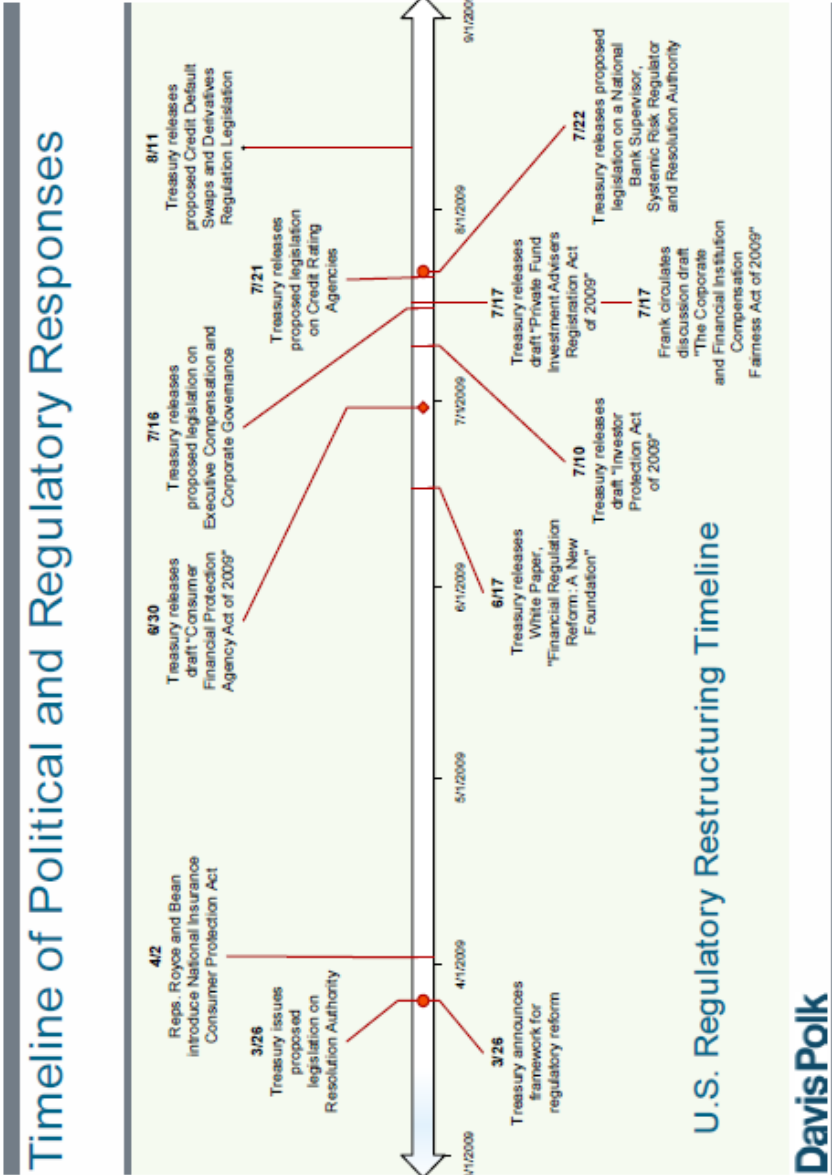 Timeline of Political and Regulatory Responses
3/26
Treasury issues
proposed
legislation on
Resolution Authority
4/2
Reps. Royce and Bean
introduce National Insurance
Consumer Protection Act
6/30
Treasury releases
draft "Consumer
Financial Protection
Agency Act of 2009"
7/16
Treasury releases
proposed legislation on
Executive Compensation and
Corporate Governance
7/21
Treasury releases
proposed legislation
on Credit Rating
Agencies
8/11
Treasury releases
proposed Credit Default
Swaps and Derivatives
Regulation Legislation
/1/2009
4/1/2009
5/1/2009
6/1/2009
7/1/2009
8/1/2009
9/1/200
3/26
Treasury announces
framework for
regulatory reform
6/17
Treasury releases
White Paper,
"Financial Regulation
Reform: A New
Foundation"
7/10
Treasury releases
draft "Investor
Protection Act
of 2009"
7/17
Treasury releases
draft "Private Fund
Investment Advisers
Registration Act
of 2009"
7/17
Frank circulates
discussion draft
"The Corporate
and Financial Institution
Compensation
Fairness Act of 2009"
7/22
Treasury releases proposed
legislation on a National
Bank Supervisor,
Systemic Risk Regulator
and Resolution Authority
U.S. Regulatory Restructuring Timeline
DavisPolk